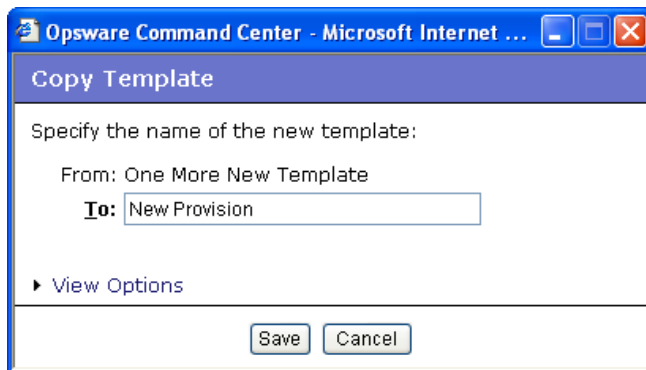 Opsware Command Center - Microsoft Internet ...
Copy Template
Specify the name of the new template:
From: One More New Template
To: New Provision
View Options
Save Cancel